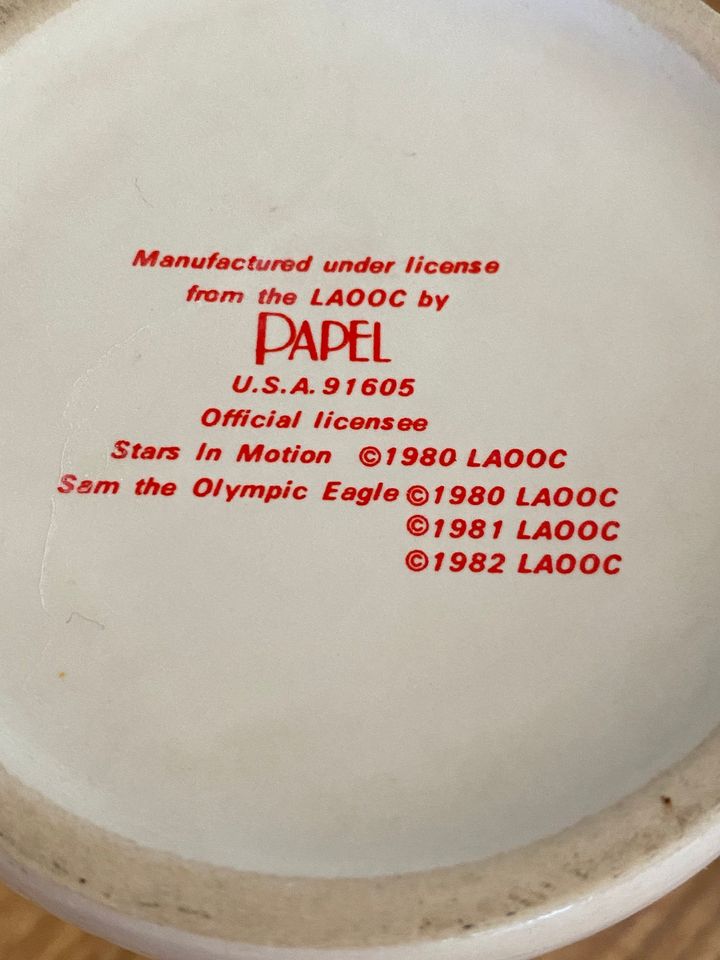 Manufactured under license
from the LAOOC by
PAPEL
U.S.A. 91605
Official licensee
Stars In Motion ©1980 LAOOC
Sam the Olympic Eagle ©1980 LAOOC
©1981 LAOOC
©1982 LAOOC